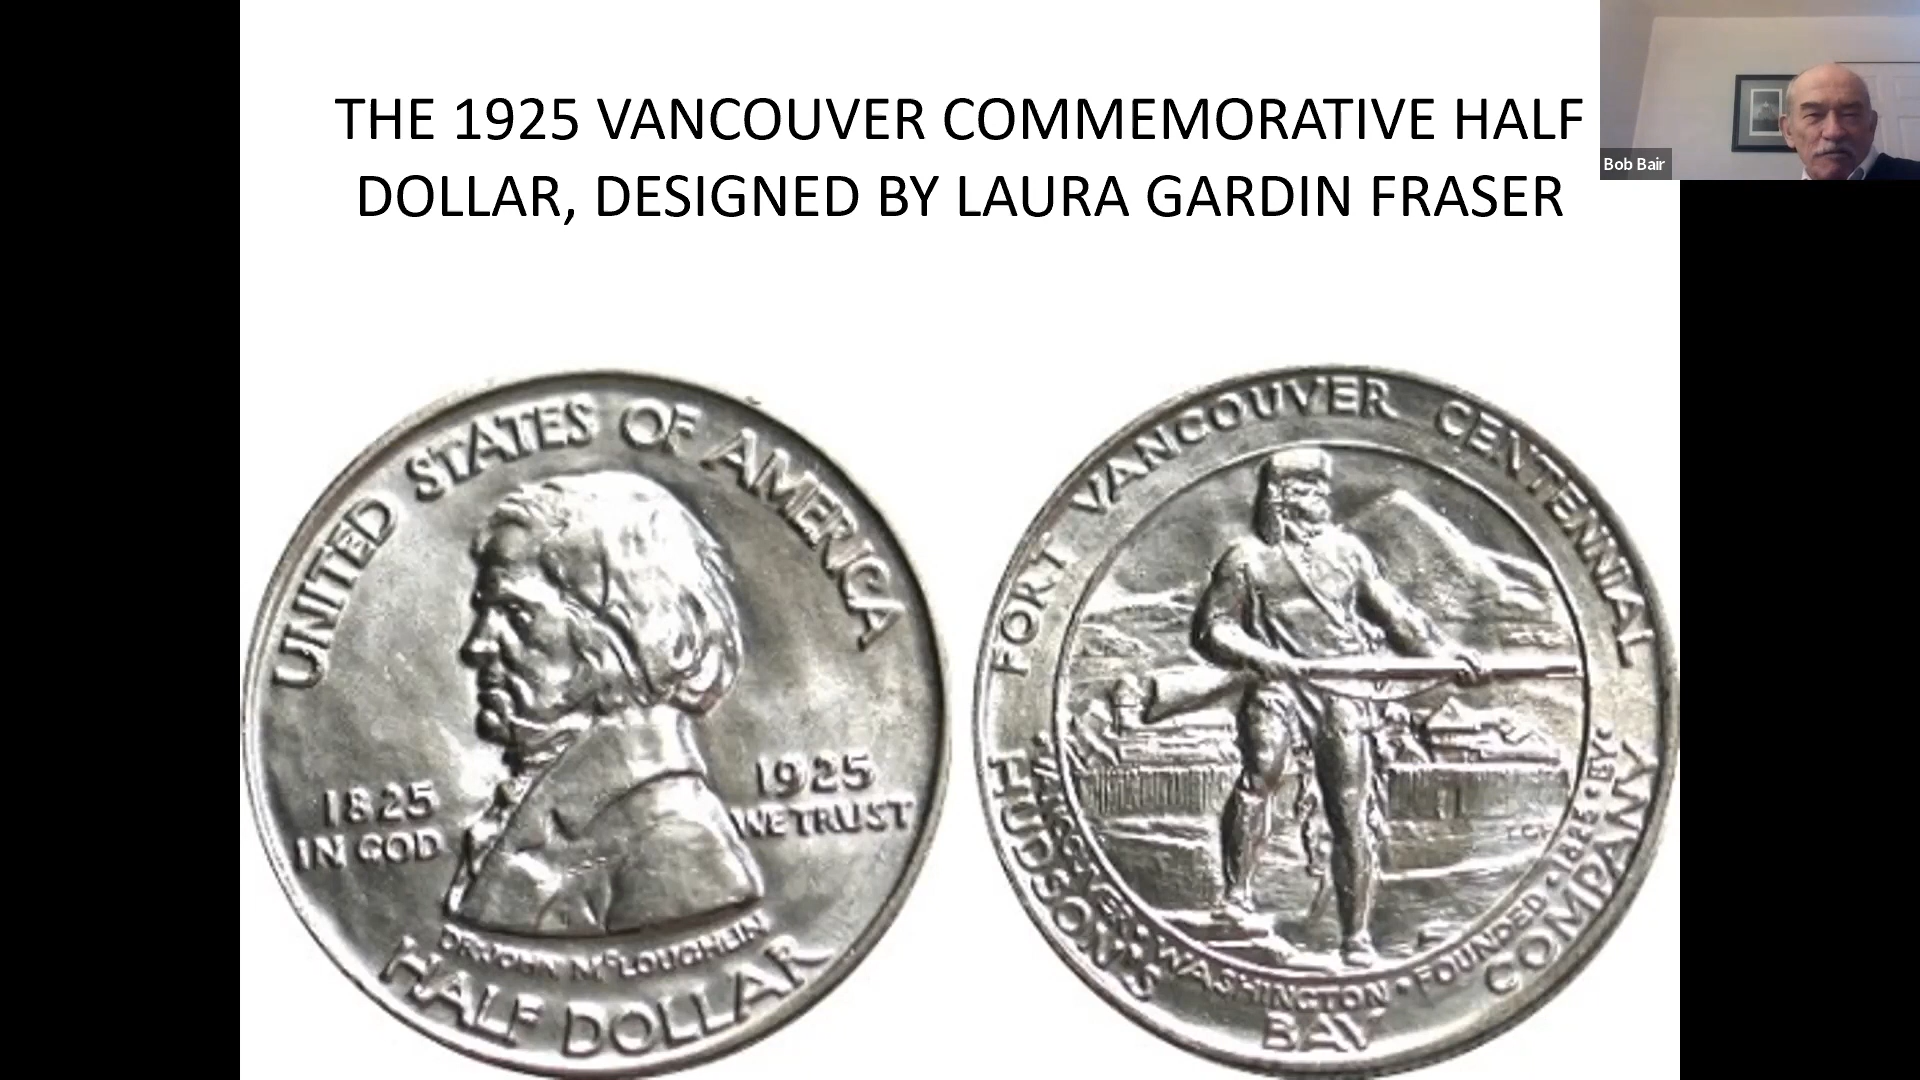 THE 1925 VANCOUVER COMMEMORATIVE HALF
DOLLAR, DESIGNED BY LAURA GARDIN FRASER
Bob Bair
UNITED STATES OF AMERICA
1825
IN GOD
1925
WE TRUST
DR JOHN McLOUGHLIN
HALF DOLLAR
FORT VANCOUVER CENTENNIAL
VANCOUVER • WASHINGTON • FOUNDED • 1825 • BY •
HUDSON'S BAY COMPANY